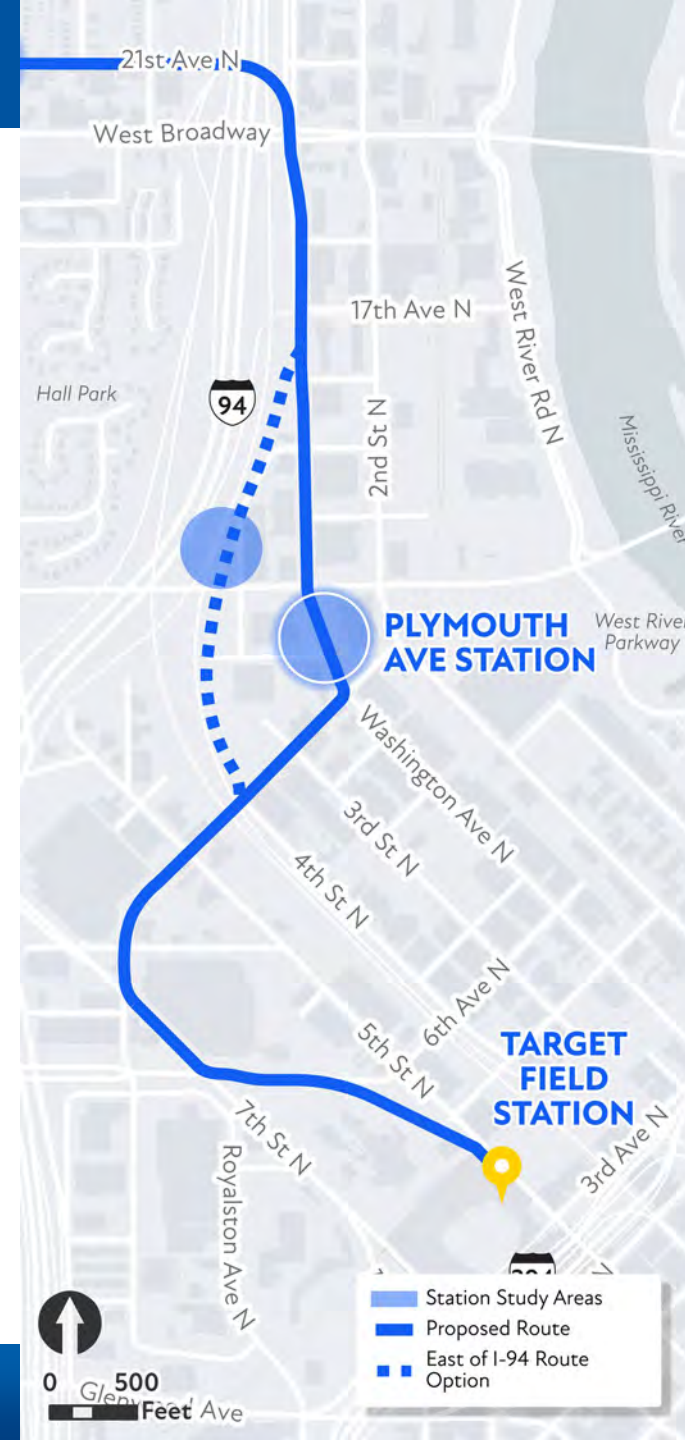 21st Ave N
West Broadway
17th Ave N
West River Rd N
Hall Park
94
2nd St N
Mississippi River
PLYMOUTH
AVE STATION
West River
Parkway
Washington Ave N
3rd St N
4th St N
6th Ave N
5th St N
TARGET
FIELD
STATION
3rd Ave N
7th St N
Royalston Ave N
N
Station Study Areas
Proposed Route
East of I-94 Route
Option
0 500
Feet
Ave